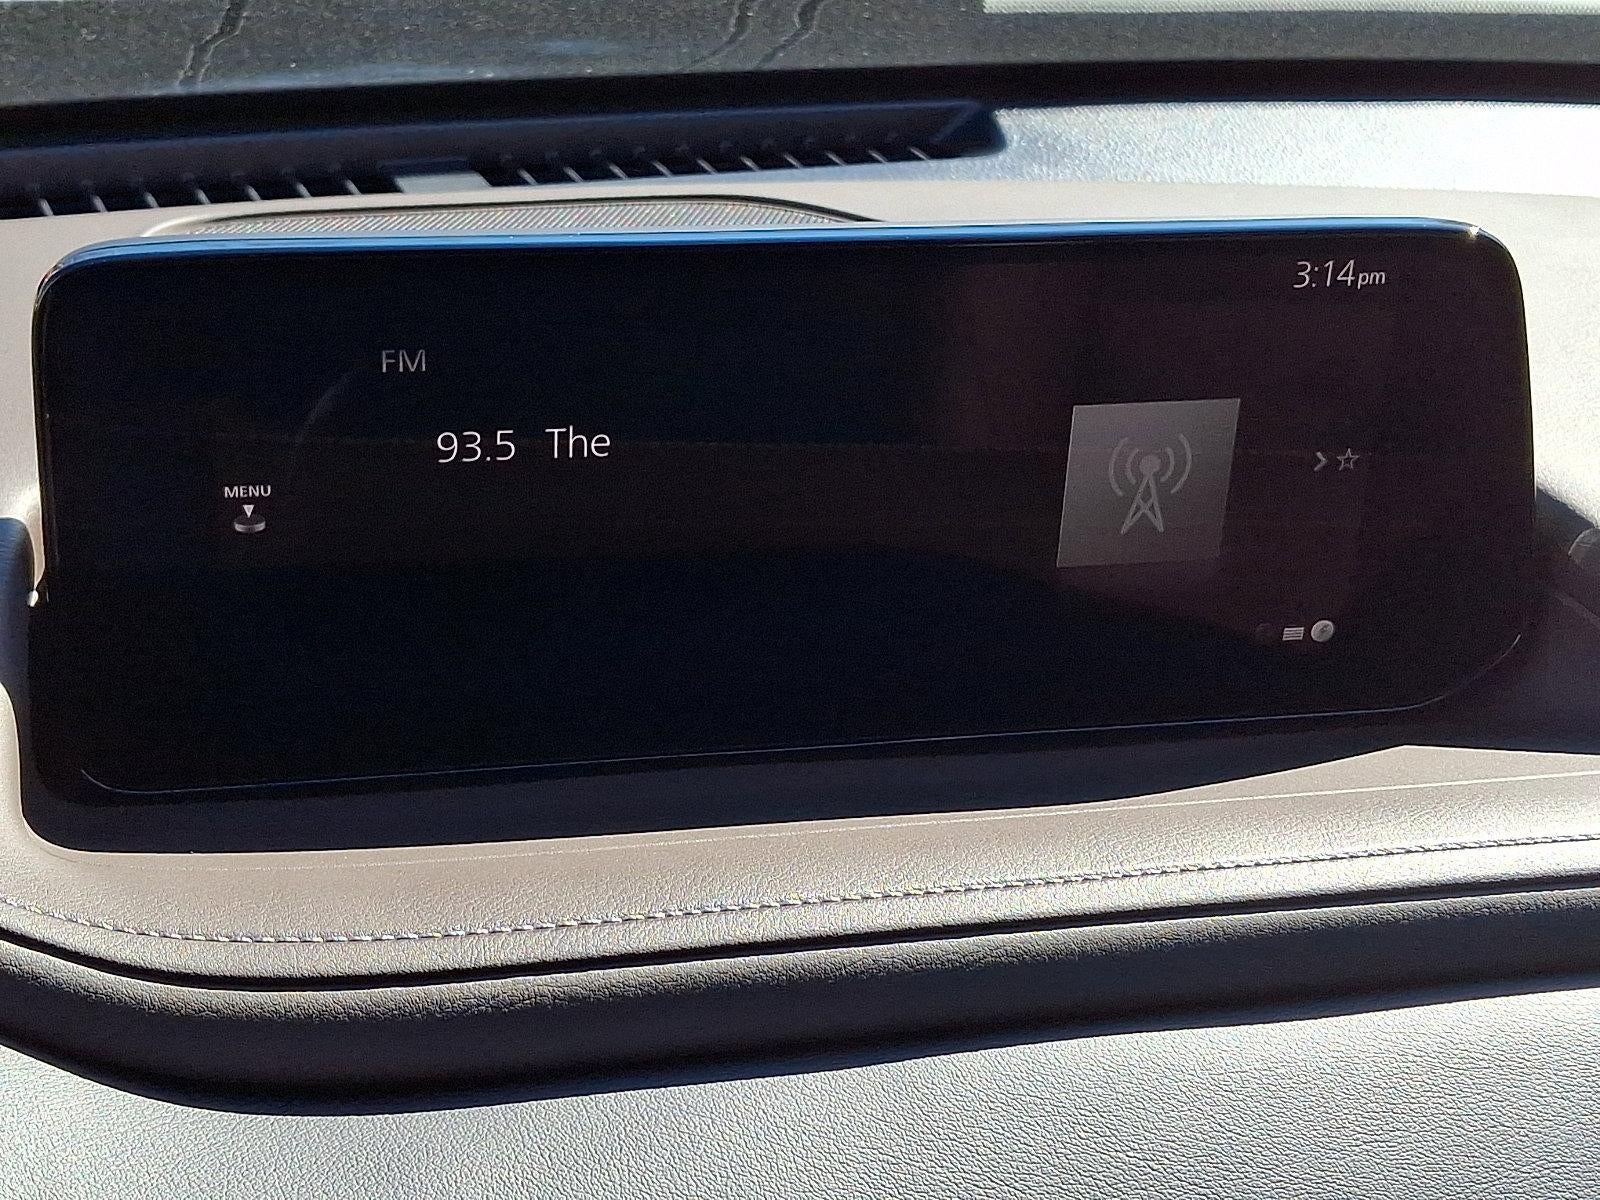 3:14pm
FM
93.5 The
MENU